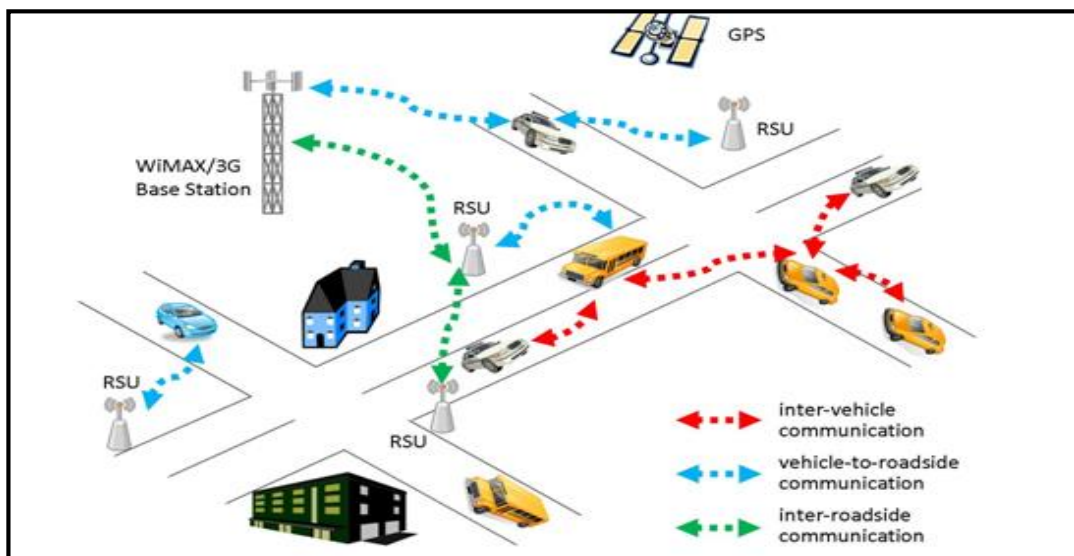 GPS
RSU
WiMAX/3G
Base Station
RSU
RSU
RSU
inter-vehicle
communication
vehicle-to-roadside
communication
inter-roadside
communication